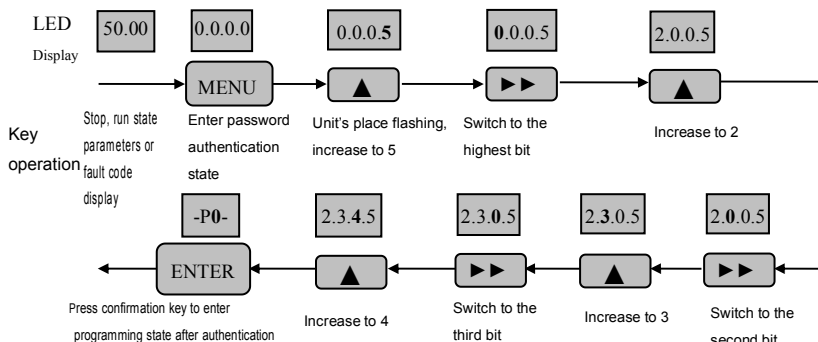 LED
Display
50.00
0.0.0.0
0.0.0.5
0.0.0.5
2.0.0.5
MENU
▲
►►
▲
Key
operation
Stop, run state
parameters or
fault code
display
Enter password
authentication
state
Unit's place flashing,
increase to 5
Switch to the
highest bit
Increase to 2
-P0-
2.3.4.5
2.3.0.5
2.3.0.5
2.0.0.5
ENTER
▲
►►
▲
►►
Press confirmation key to enter
programming state after authentication
Increase to 4
Switch to the
third bit
Increase to 3
Switch to the
second bit